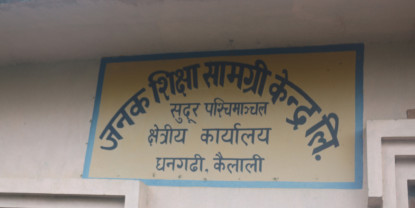 जनक शिक्षा सामग्री केन्द्र लि.
सुदूर पश्चिमाञ्चल
क्षेत्रीय कार्यालय
धनगढी, कैलाली